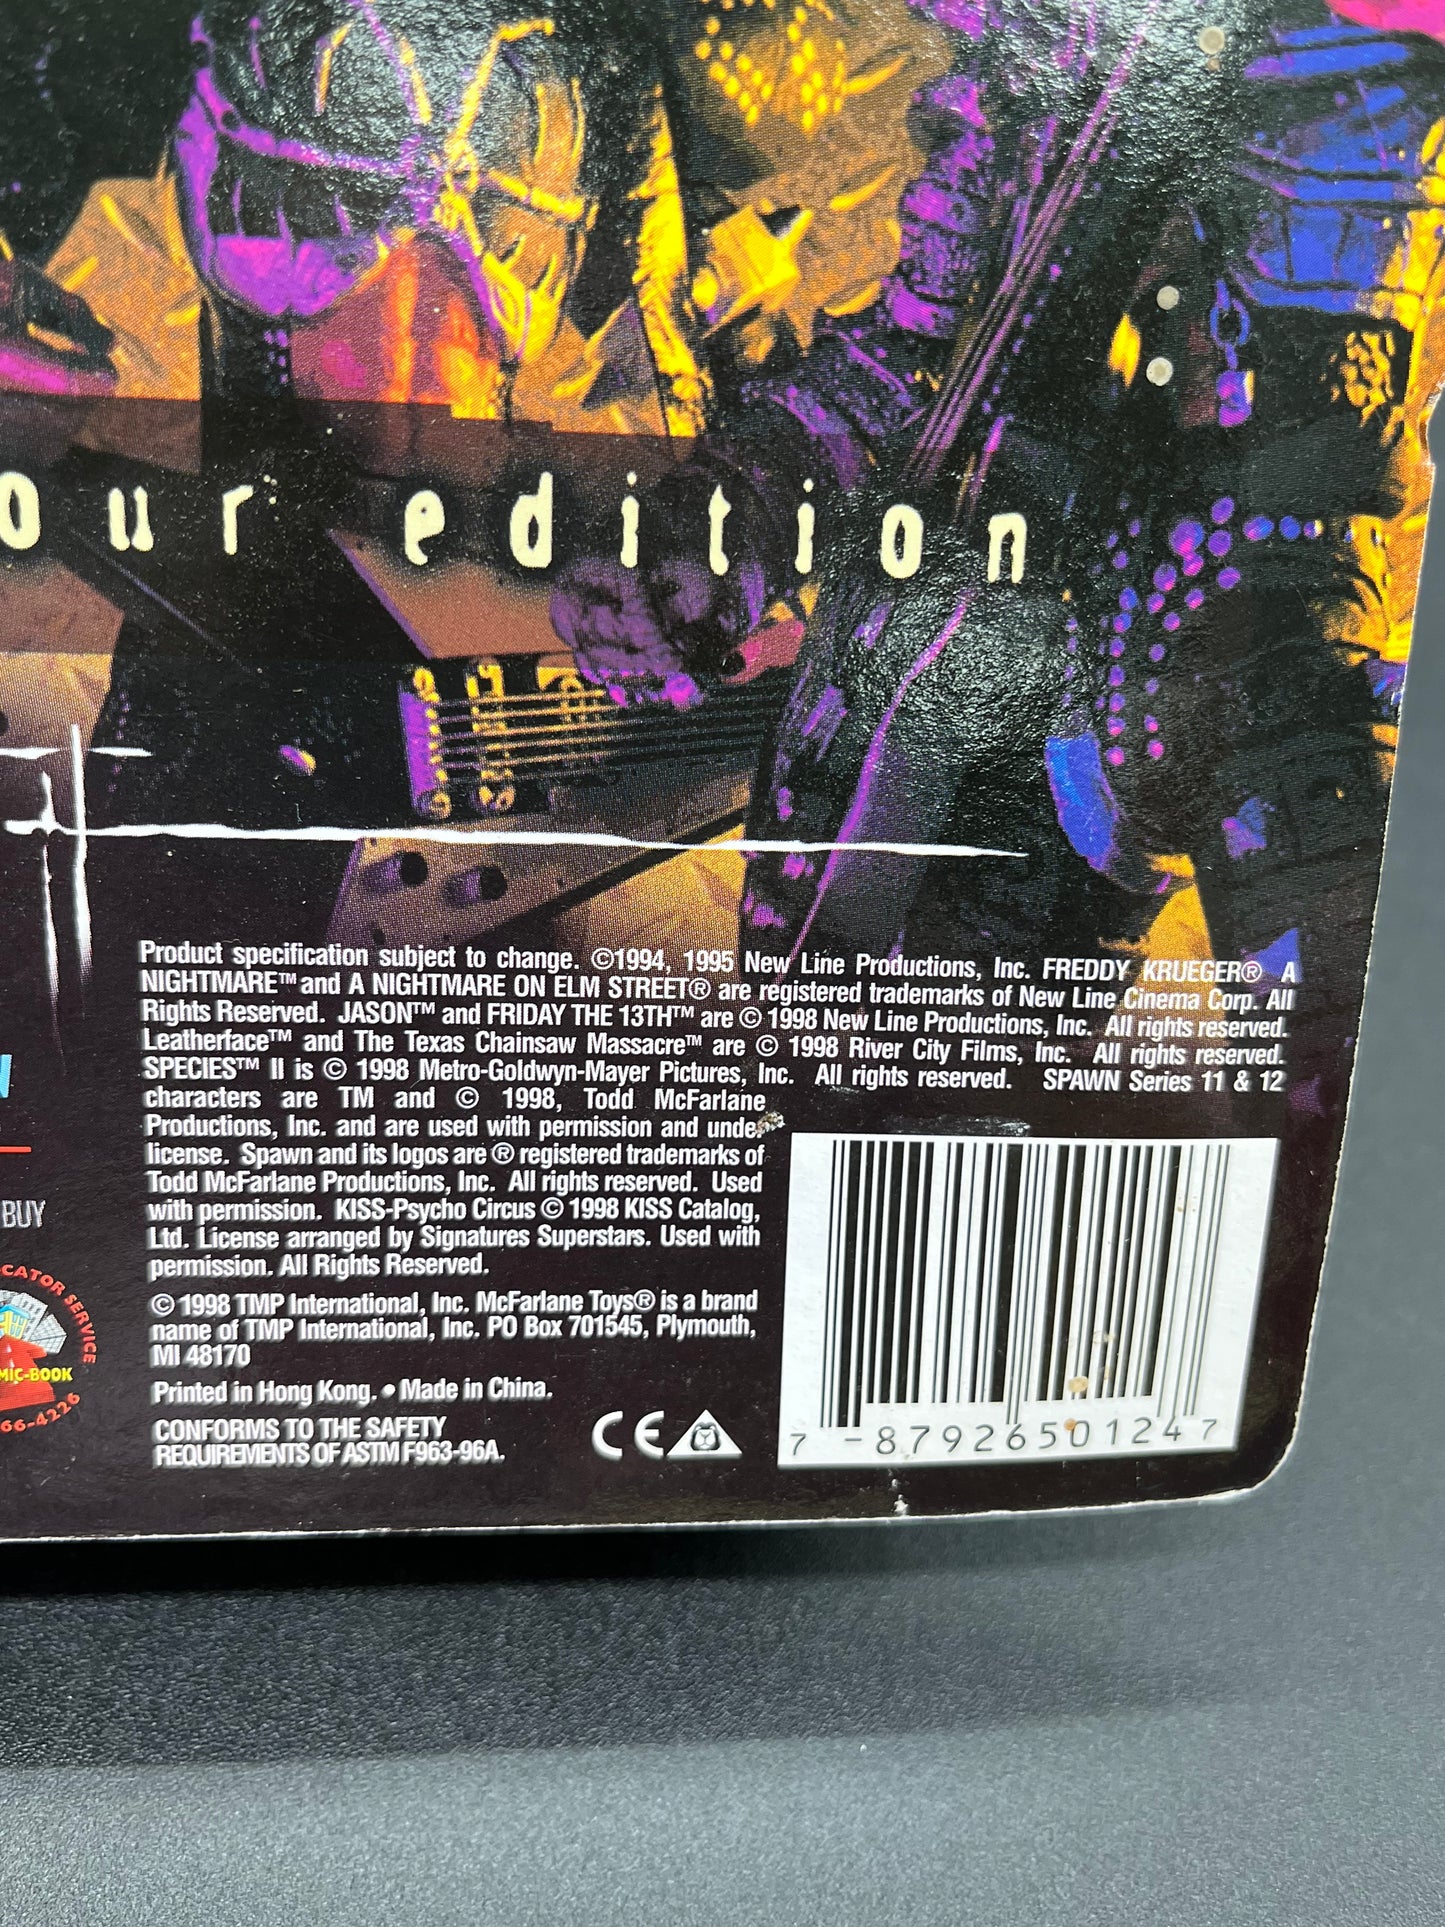 our edition
Product specification subject to change. ©1994, 1995 New Line Productions, Inc. FREDDY KRUEGER® A
NIGHTMARE™ and A NIGHTMARE ON ELM STREET® are registered trademarks of New Line Cinema Corp. All
Rights Reserved. JASON™ and FRIDAY THE 13TH™ are © 1998 New Line Productions, Inc. All rights reserved.
Leatherface™ and The Texas Chainsaw Massacre™ are © 1998 River City Films, Inc. All rights reserved.
SPECIES™ II is © 1998 Metro-Goldwyn-Mayer Pictures, Inc. All rights reserved. SPAWN Series 11 & 12
characters are TM and © 1998, Todd McFarlane
Productions, Inc. and are used with permission and under
license. Spawn and its logos are ® registered trademarks of
Todd McFarlane Productions, Inc. All rights reserved. Used
with permission. KISS-Psycho Circus © 1998 KISS Catalog,
Ltd. License arranged by Signatures Superstars. Used with
permission. All Rights Reserved.
© 1998 TMP International, Inc. McFarlane Toys® is a brand
name of TMP International, Inc. PO Box 701545, Plymouth,
MI 48170
Printed in Hong Kong. • Made in China.
CONFORMS TO THE SAFETY
REQUIREMENTS OF ASTM F963-96A.
CE
7 -87926501247
BUY
CATOR SERVICE
MIC-BOOK
66-4226